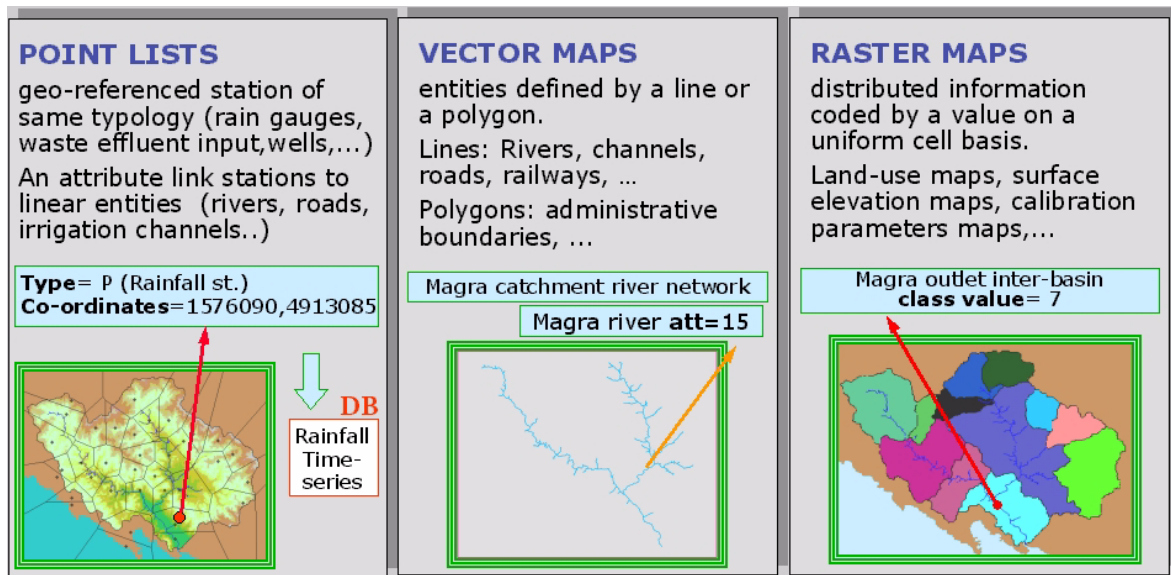 POINT LISTS
geo-referenced station of
same typology (rain gauges,
waste effluent input,wells,...)
An attribute link stations to
linear entities (rivers, roads,
irrigation channels..)
Type= P (Rainfall st.)
Co-ordinates=1576090,4913085
DB
Rainfall
Time-
series
VECTOR MAPS
entities defined by a line or
a polygon.
Lines: Rivers, channels,
roads, railways, ...
Polygons: administrative
boundaries, ...
Magra catchment river network
Magra river att=15
RASTER MAPS
distributed information
coded by a value on a
uniform cell basis.
Land-use maps, surface
elevation maps, calibration
parameters maps,...
Magra outlet inter-basin
class value= 7